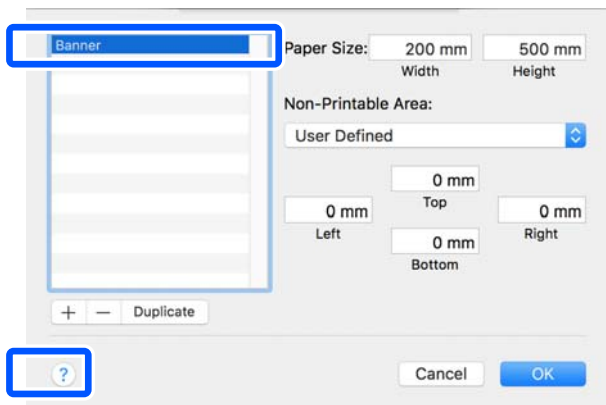 Banner
Paper Size: 200 mm 500 mm
Width Height
Non-Printable Area:
User Defined
0 mm
Top
0 mm 0 mm
Left Right
0 mm
Bottom
+ − Duplicate
? Cancel OK